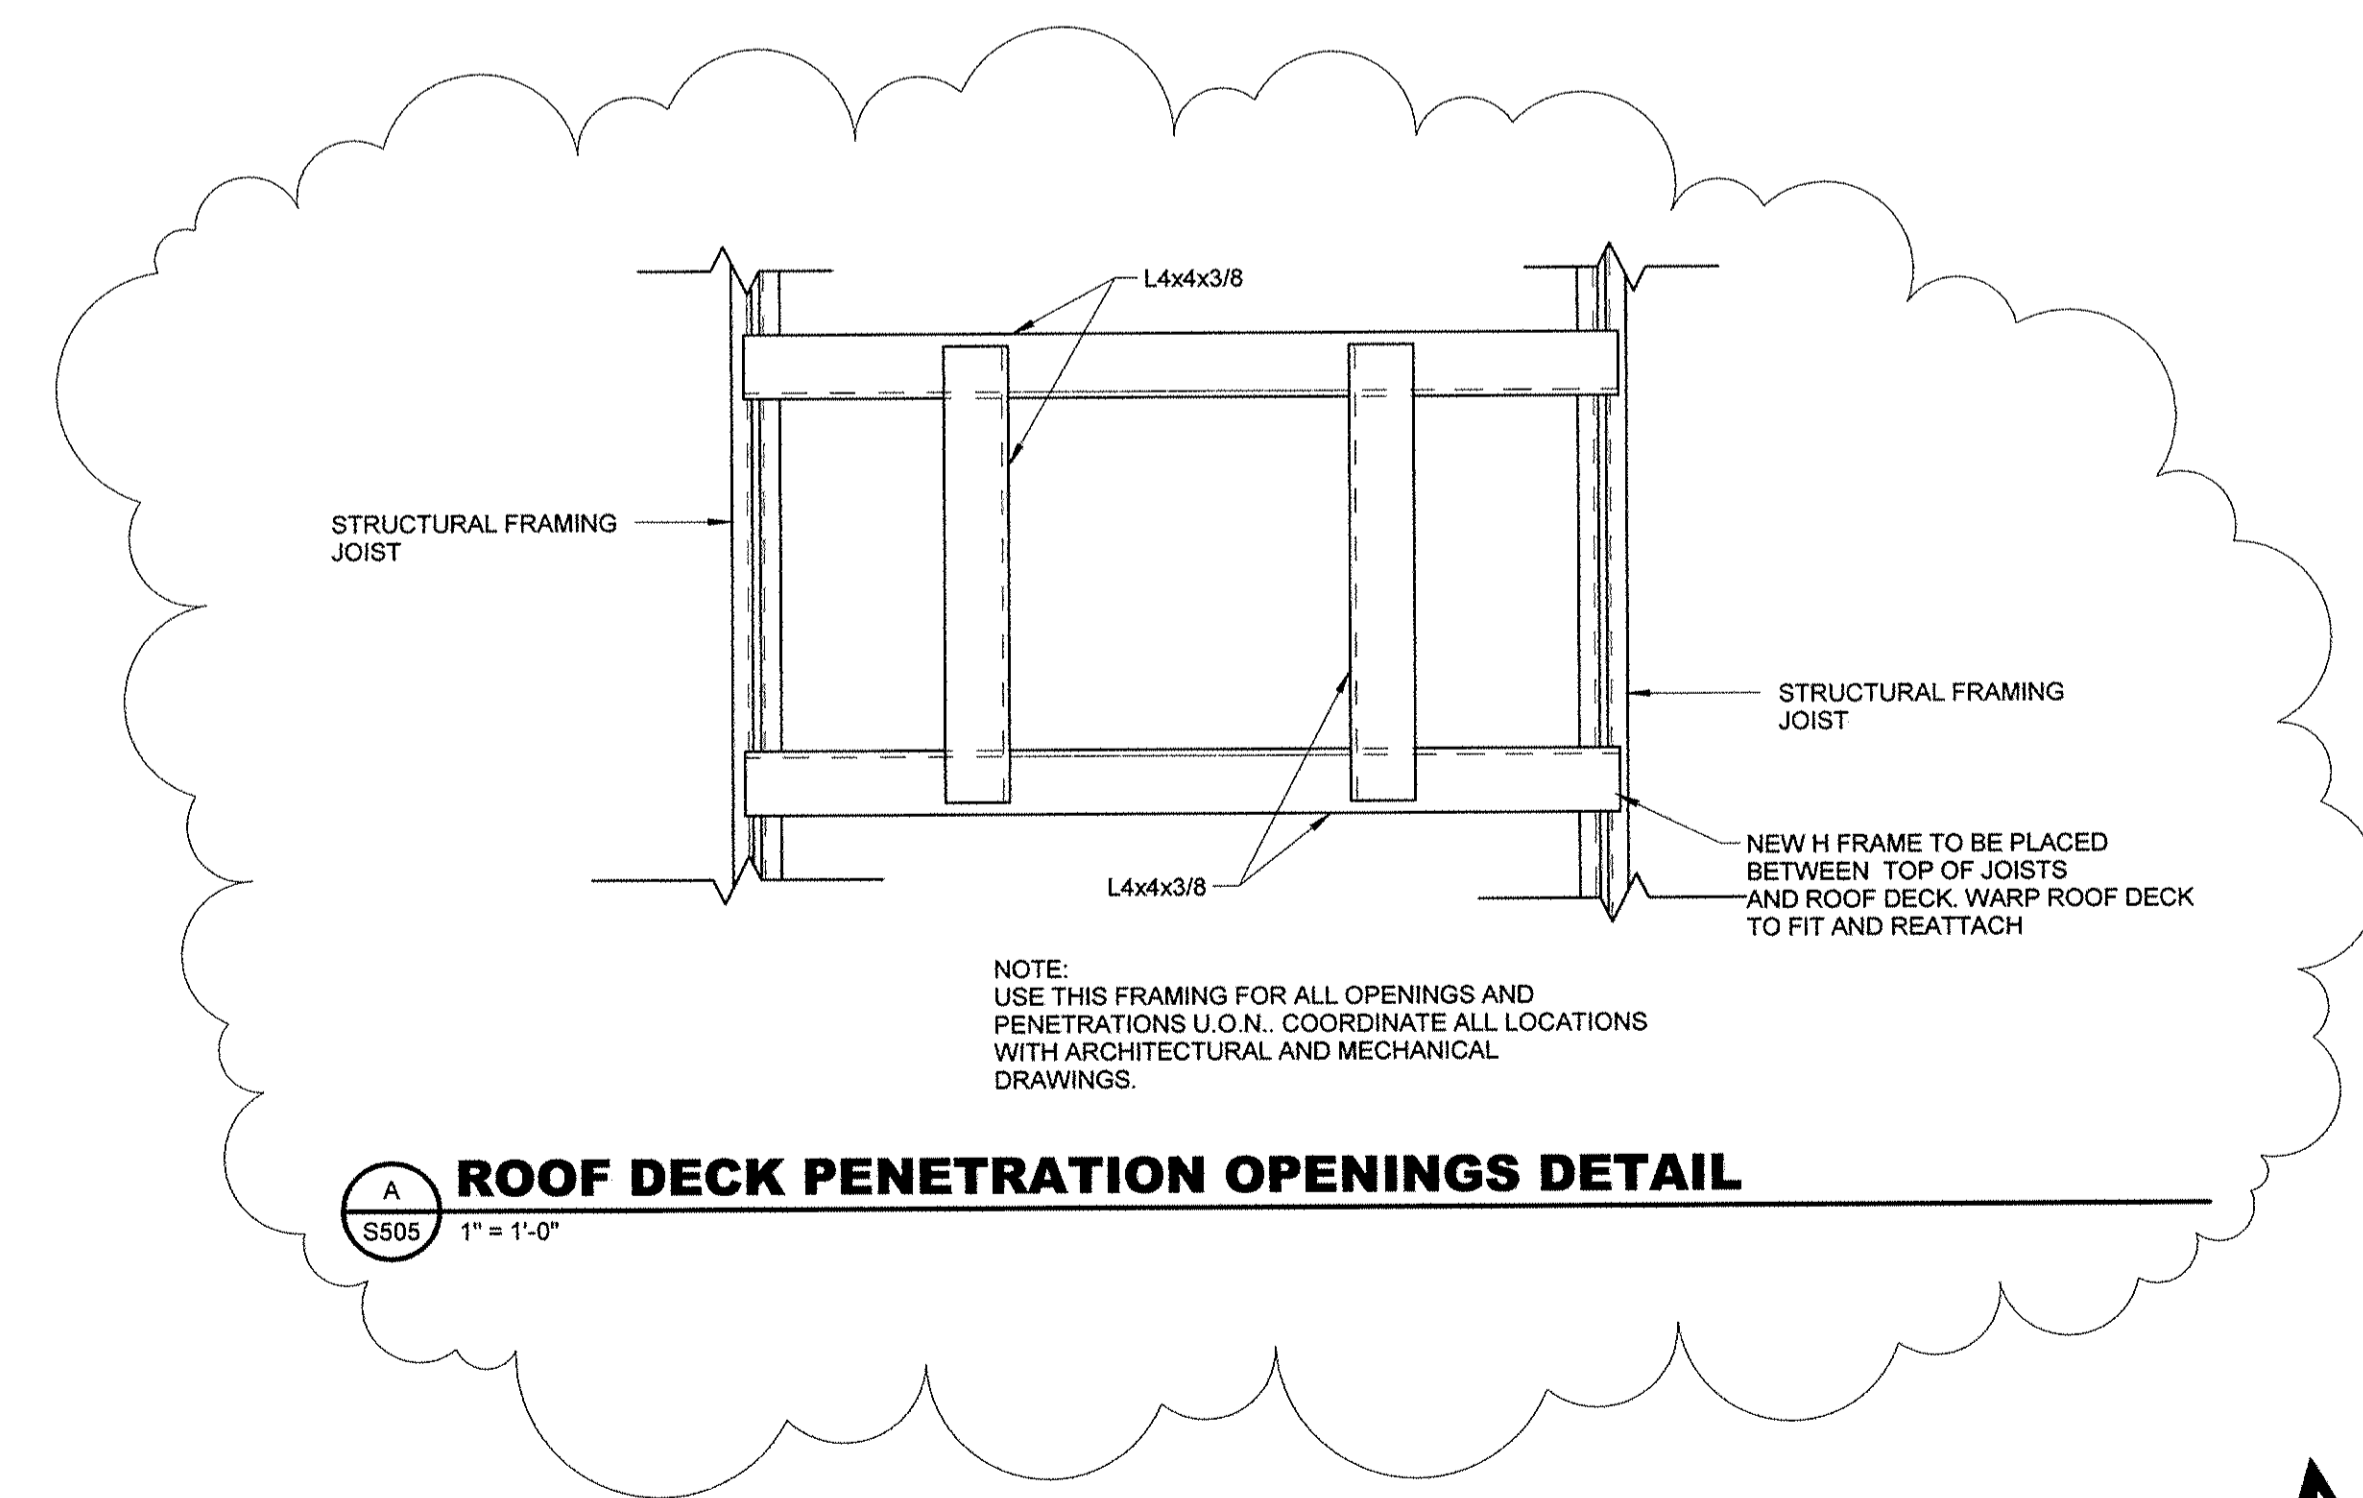 L4x4x3/8
STRUCTURAL FRAMING
JOIST
STRUCTURAL FRAMING
JOIST
L4x4x3/8
NEW H FRAME TO BE PLACED
BETWEEN TOP OF JOISTS
AND ROOF DECK. WARP ROOF DECK
TO FIT AND REATTACH
NOTE:
USE THIS FRAMING FOR ALL OPENINGS AND
PENETRATIONS U.O.N.. COORDINATE ALL LOCATIONS
WITH ARCHITECTURAL AND MECHANICAL
DRAWINGS.
A
S505
ROOF DECK PENETRATION OPENINGS DETAIL
1" = 1'-0"